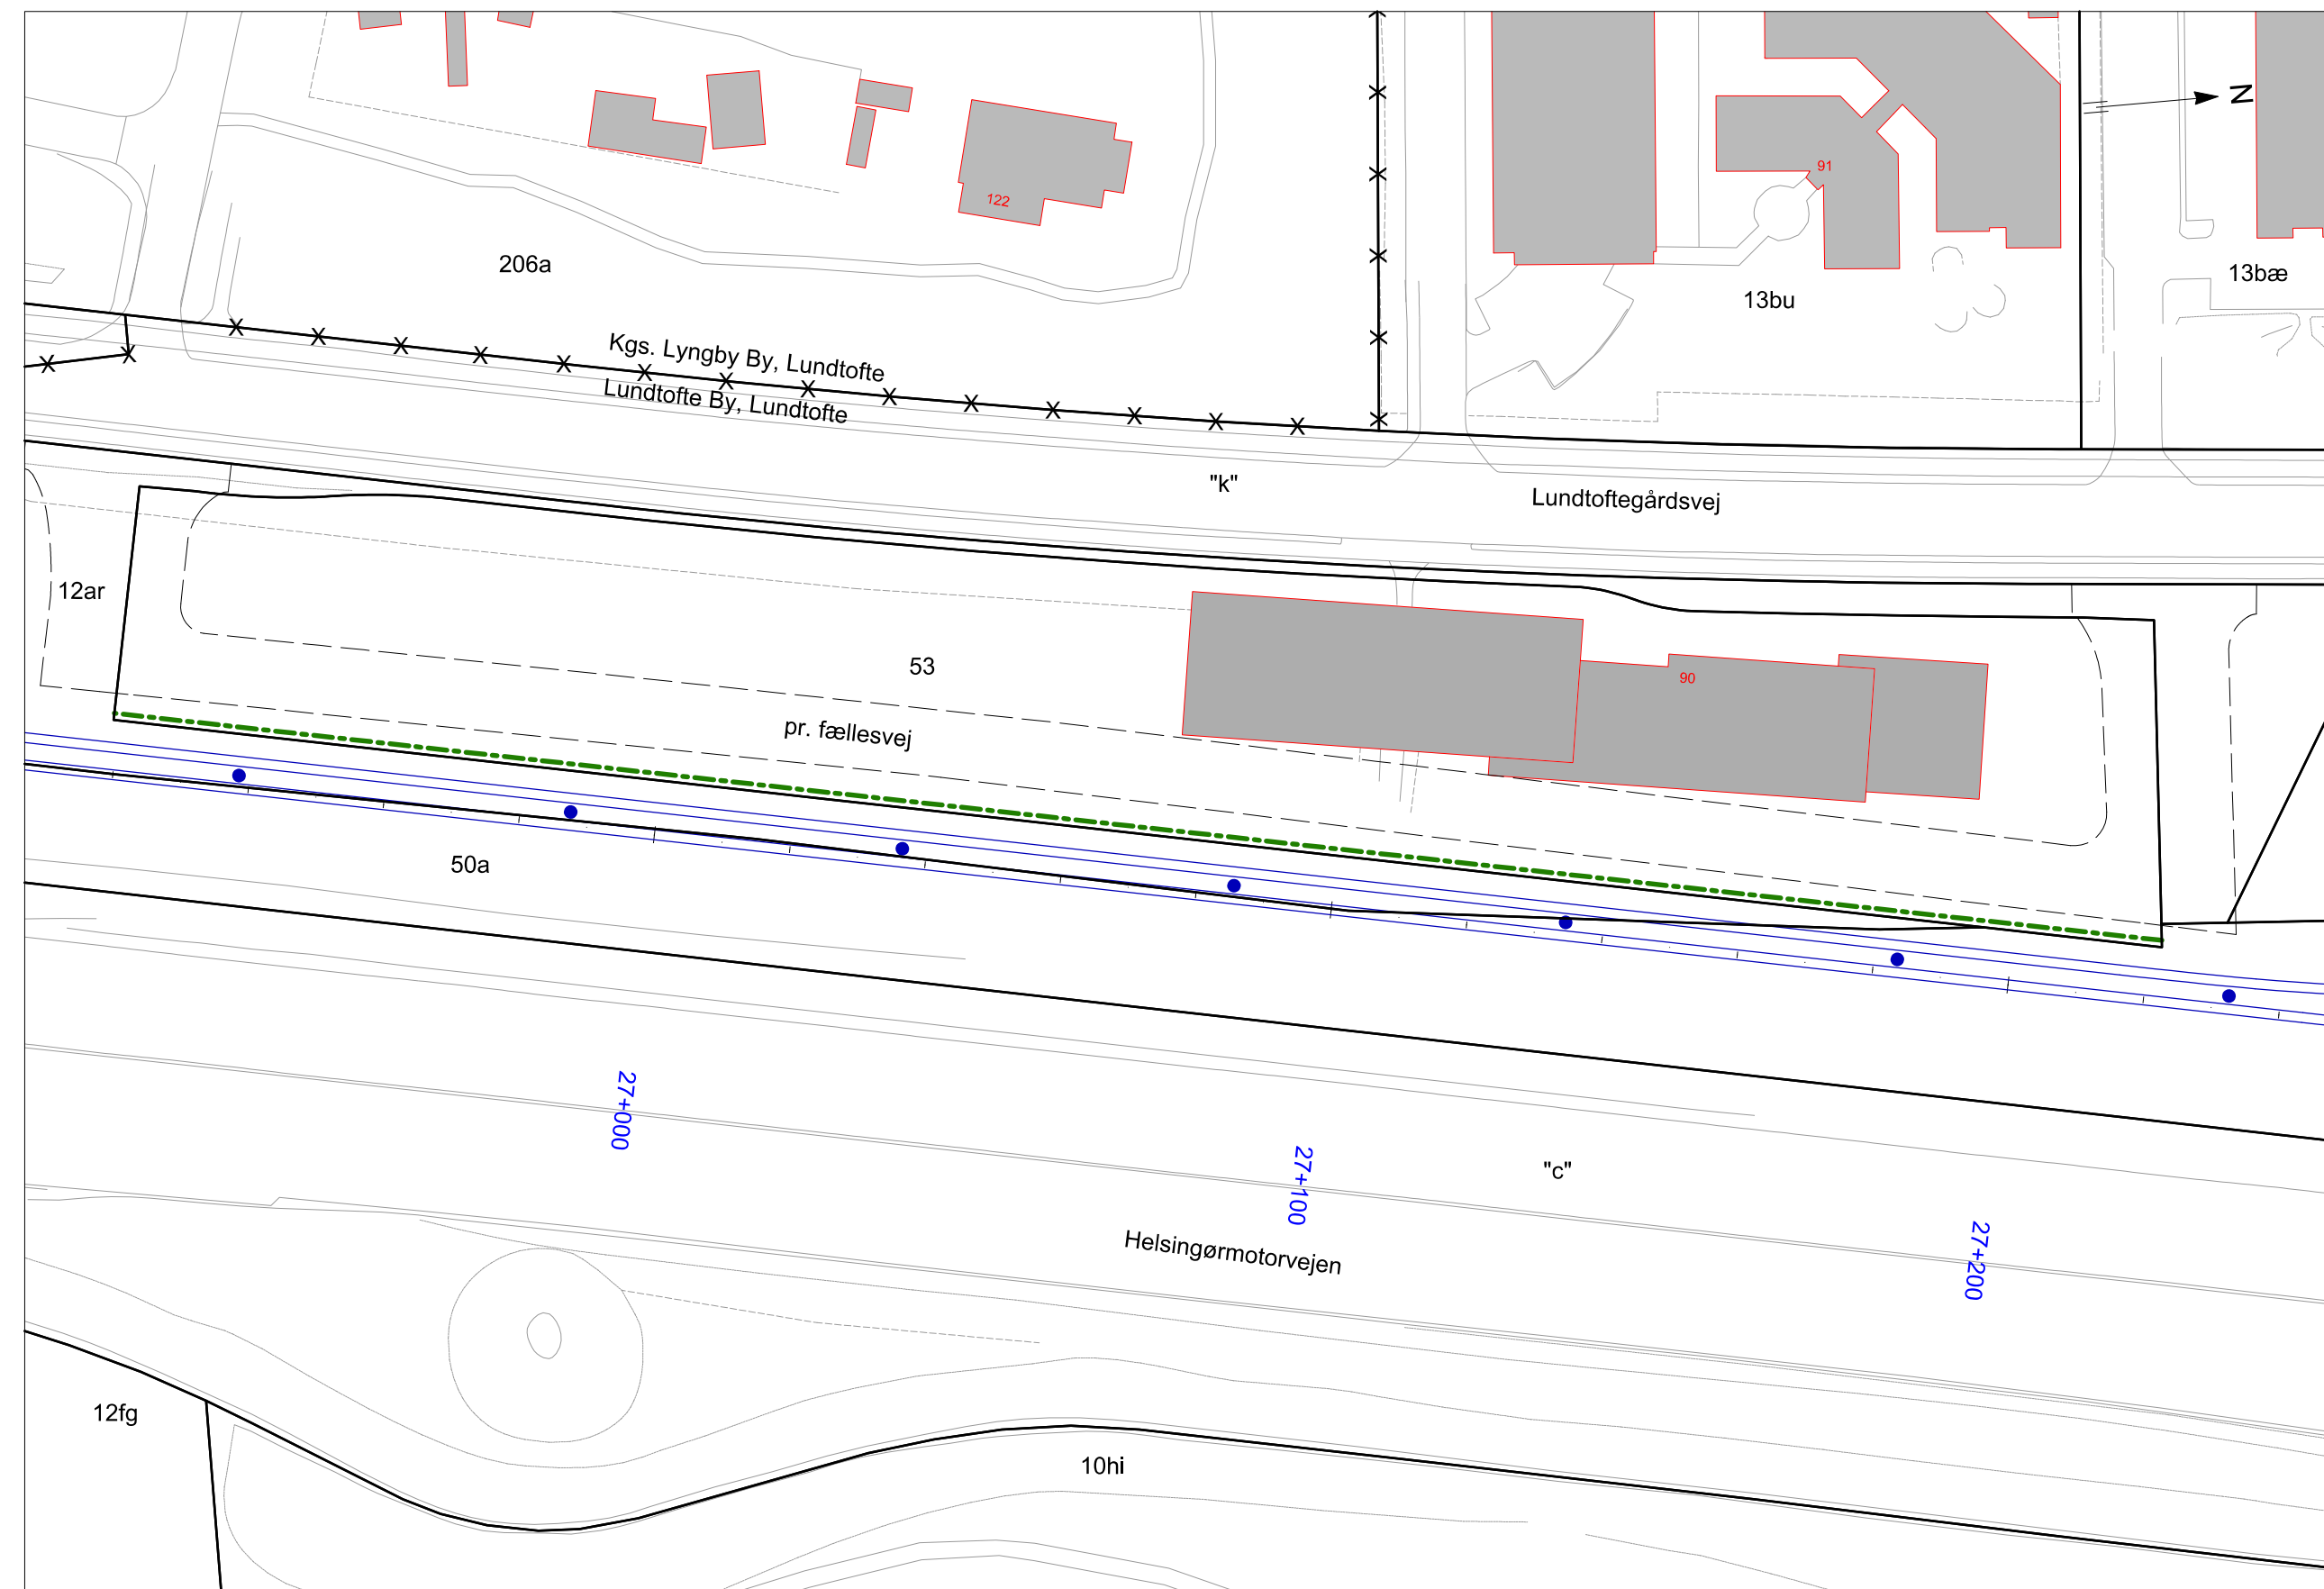 N
91
122
206a
13bæ
13bu
Kgs. Lyngby By, Lundtofte
Lundtofte By, Lundtofte
"k"
Lundtoftegårdsvej
12ar
53
90
pr. fællesvej
50a
27+000
27+100
"c"
27+200
Helsingørmotorvejen
12fg
10hi